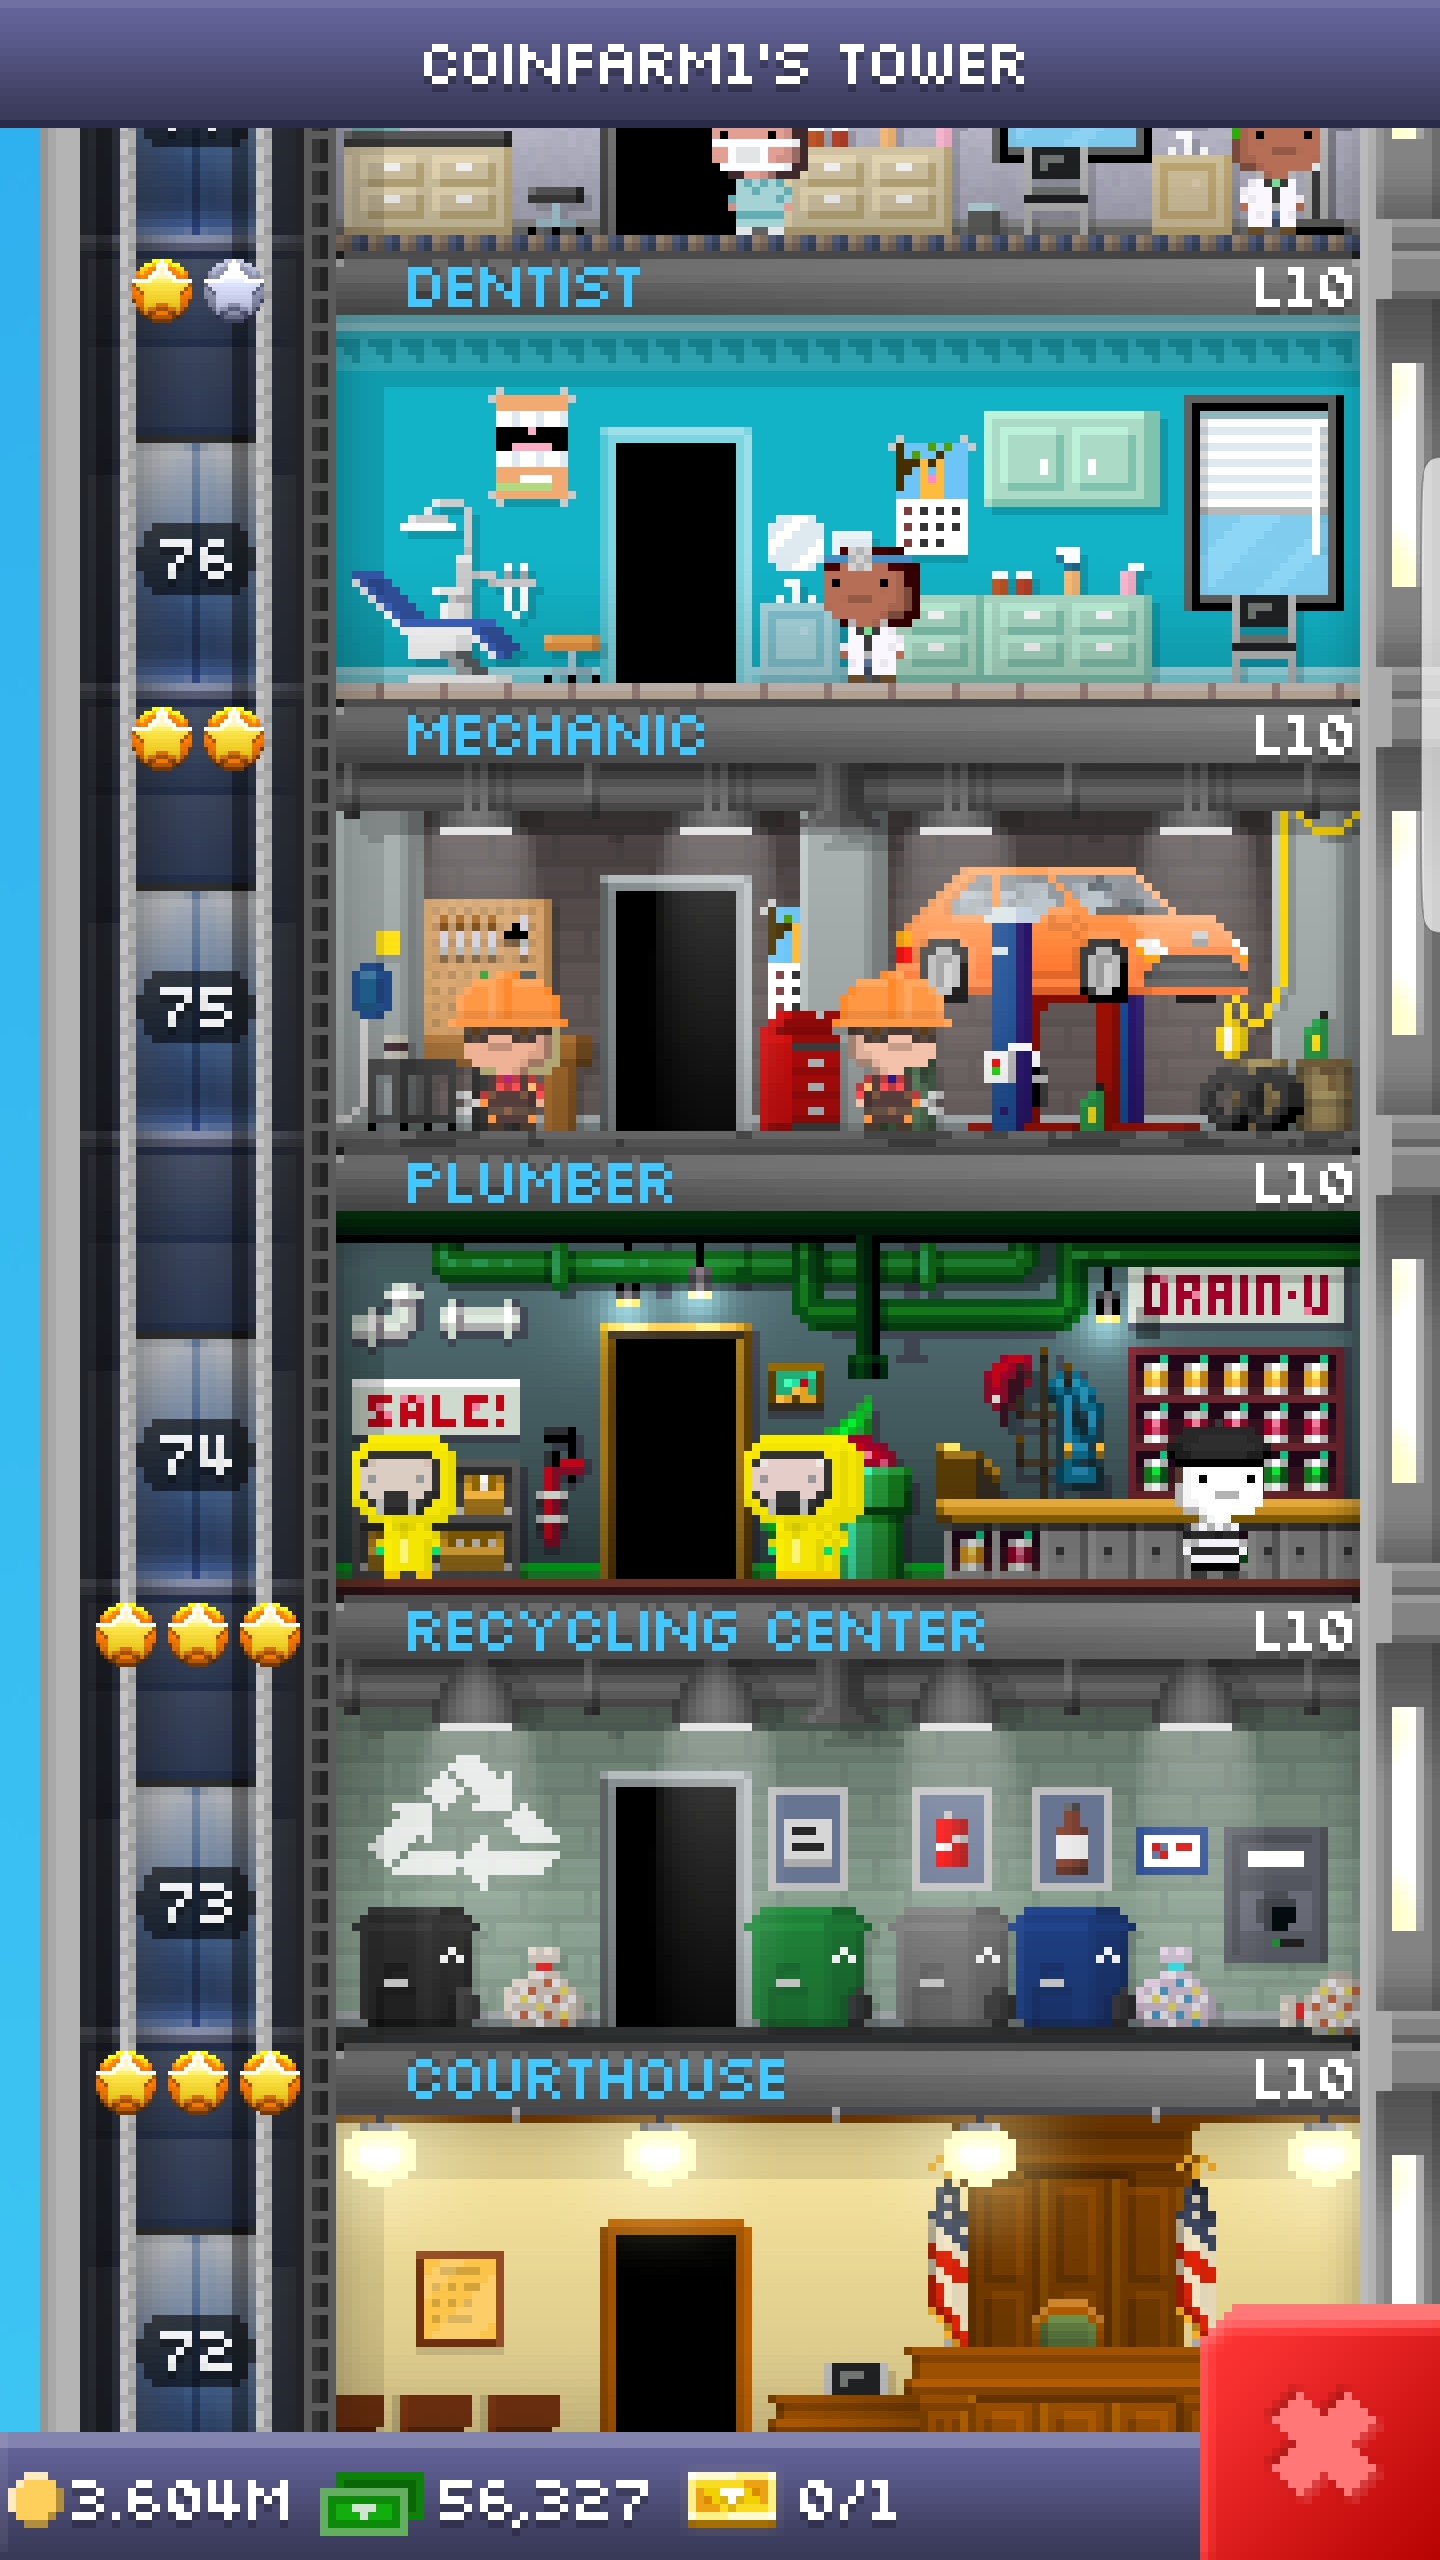 COINFARM1'S TOWER
DENTIST L10
76
MECHANIC L10
75
PLUMBER L10
DRAIN-U
SALE!
74
RECYCLING CENTER L10
73
COURTHOUSE L10
72
3.604M 56,327 0/1